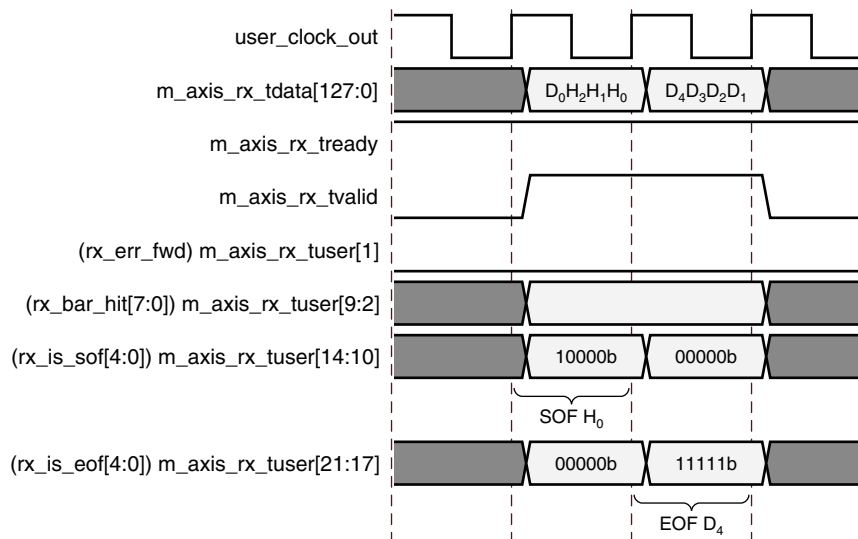 user_clock_out
m_axis_rx_tdata[127:0] D₀H₂H₁H₀ D₄D₃D₂D₁
m_axis_rx_tready
m_axis_rx_tvalid
(rx_err_fwd) m_axis_rx_tuser[1]
(rx_bar_hit[7:0]) m_axis_rx_tuser[9:2]
(rx_is_sof[4:0]) m_axis_rx_tuser[14:10] 10000b 00000b
SOF H₀
(rx_is_eof[4:0]) m_axis_rx_tuser[21:17] 00000b 11111b
EOF D₄